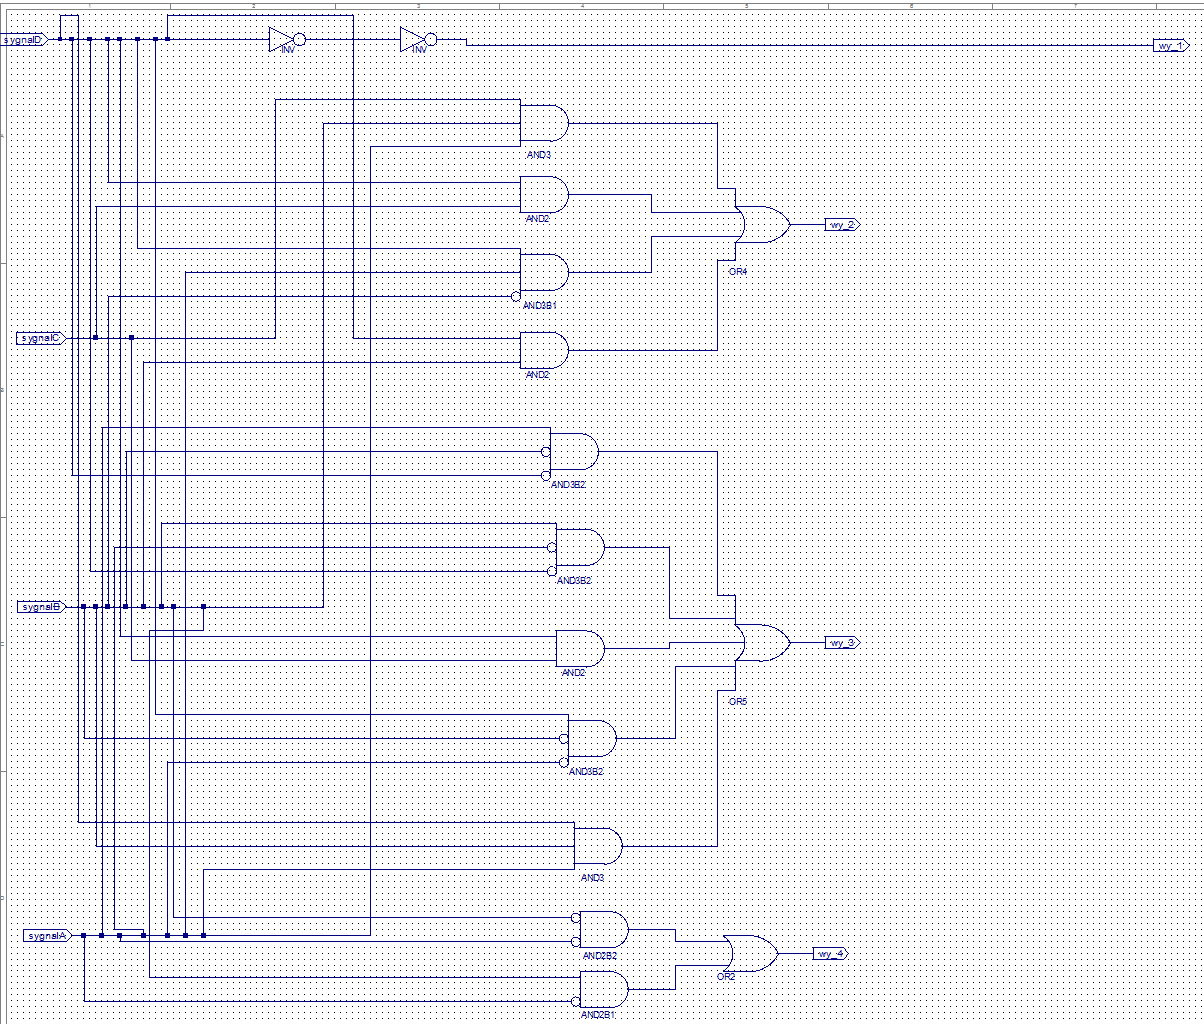 1 2 3 4 5 6 7
sygnalD
INV
INV
wy_1
A
AND3
AND2
wy_2
OR4
AND3B1
sygnalC
AND2
B
AND3B2
AND3B2
sygnalB
C
wy_3
AND2
OR5
AND3B2
AND3
D
sygnalA
AND2B2
wy_4
OR2
AND2B1